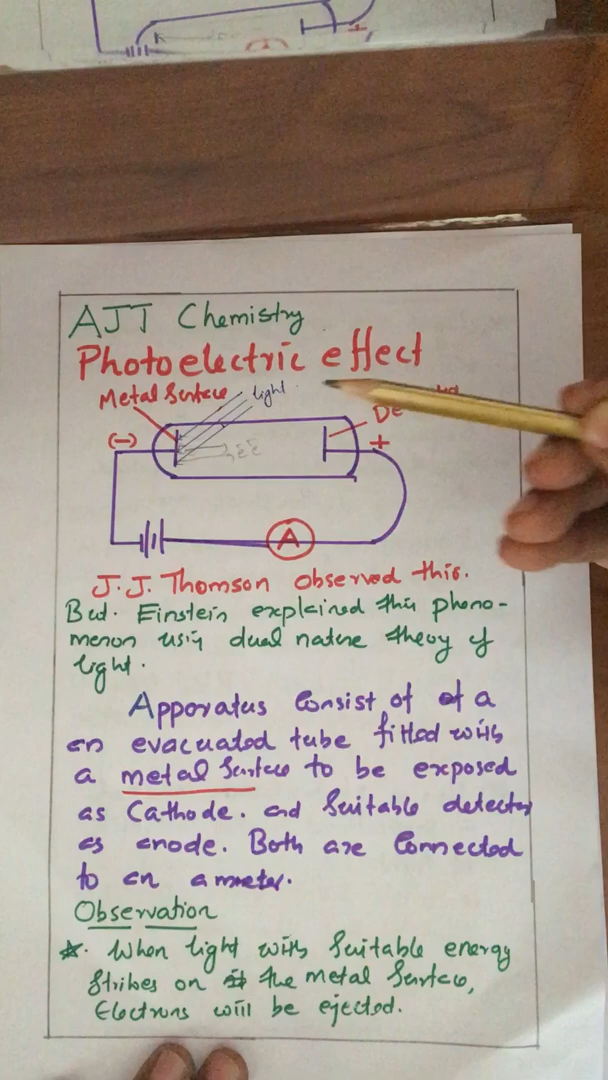 AJT Chemistry
Photoelectric effect
Metal Surface light
De
(-) +
A
J.J. Thomson observed this.
But. Einstein explained this pheno-
menon using dual nature theory of
light.
Apparatus Consist of of a
an evacuated tube fitted with
a metal Surface to be exposed
as Cathode. and Suitable detector
as anode. Both are Connected
to an ameter.
Observation
*. When light with Suitable energy
Strikes on the metal Surface,
Electrons will be ejected.